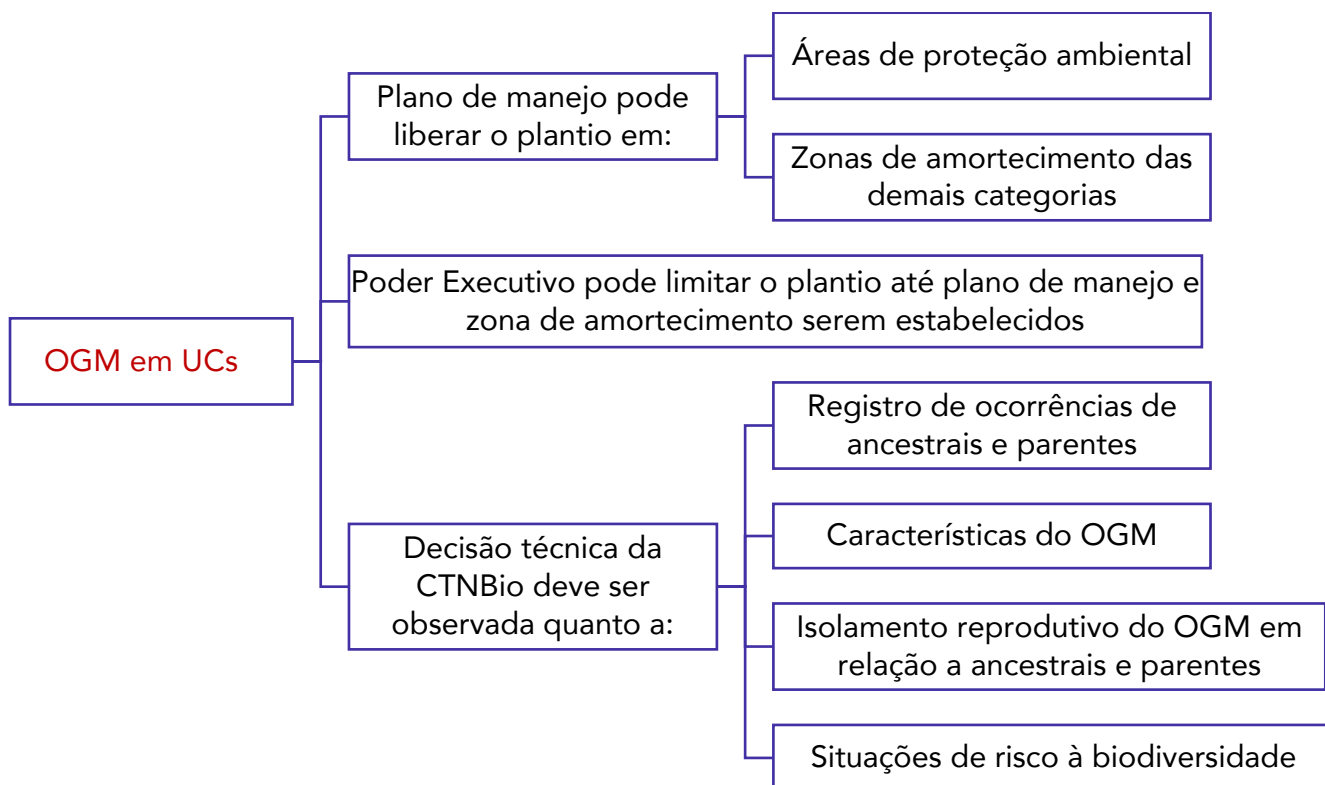 OGM em UCs
Plano de manejo pode
liberar o plantio em:
Áreas de proteção ambiental
Zonas de amortecimento das
demais categorias
Poder Executivo pode limitar o plantio até plano de manejo e
zona de amortecimento serem estabelecidos
Decisão técnica da
CTNBio deve ser
observada quanto a:
Registro de ocorrências de
ancestrais e parentes
Características do OGM
Isolamento reprodutivo do OGM em
relação a ancestrais e parentes
Situações de risco à biodiversidade